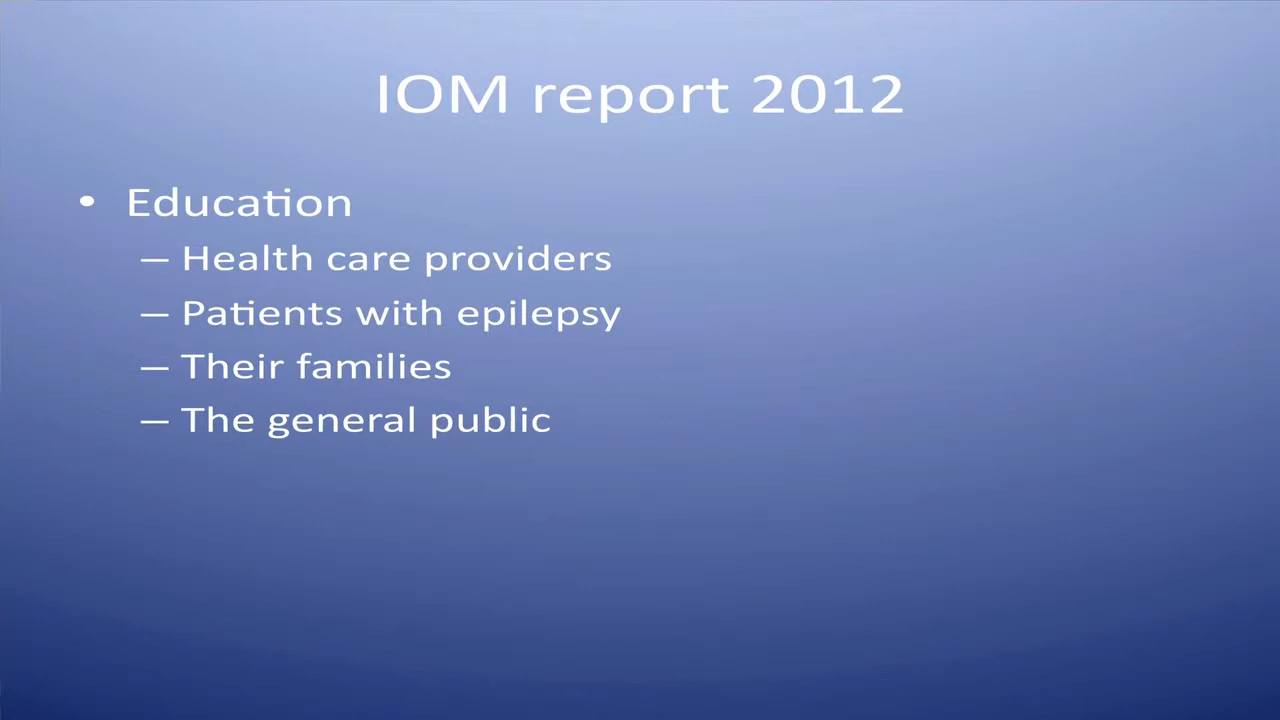 IOM report 2012
• Education
– Health care providers
– Patients with epilepsy
– Their families
– The general public